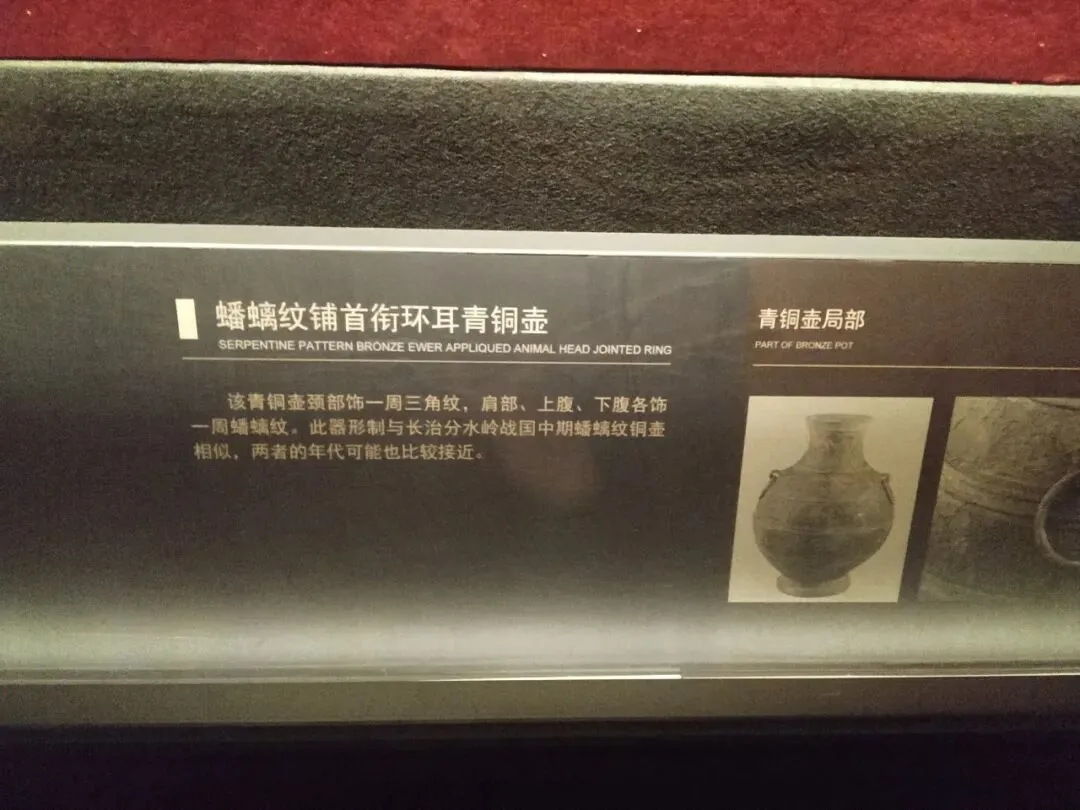 蟠螭纹铺首衔环耳青铜壶
SERPENTINE PATTERN BRONZE EWER APPLIQUED ANIMAL HEAD JOINTED RING
该青铜壶颈部饰一周三角纹，肩部、上腹、下腹各饰
一周蟠螭纹。此器形制与长治分水岭战国中期蟠螭纹铜壶
相似，两者的年代可能也比较接近。
青铜壶局部
PART OF BRONZE POT